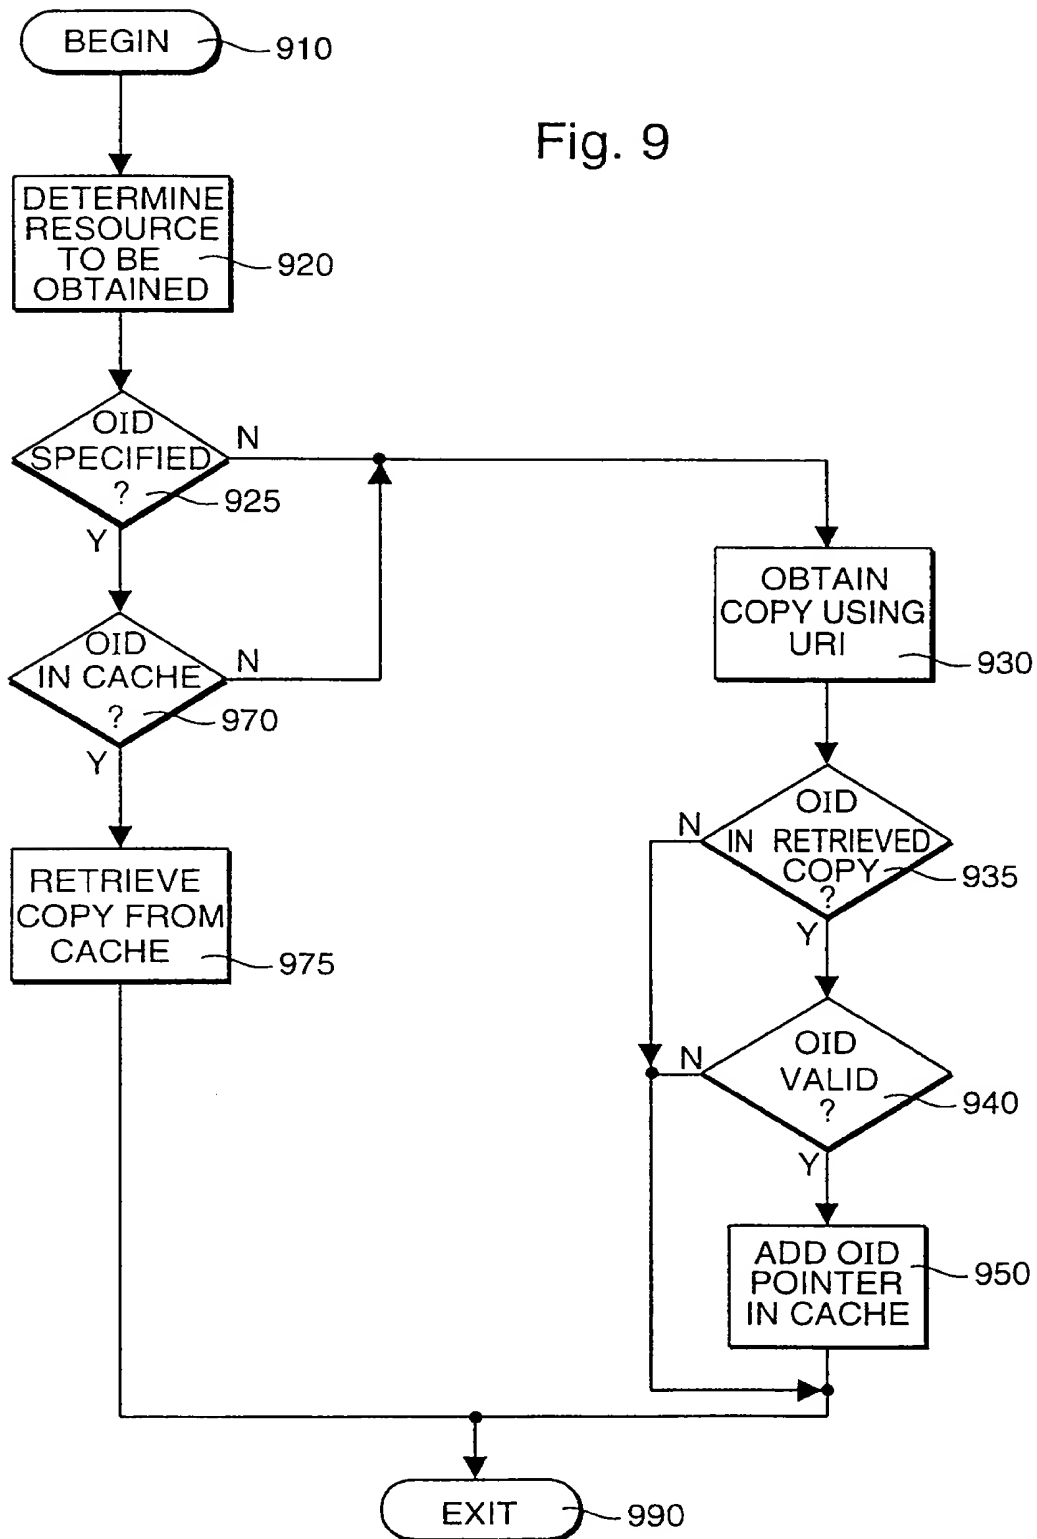 BEGIN
910
Fig. 9
DETERMINE
RESOURCE
TO BE
OBTAINED
920
OID
SPECIFIED
?
925
N
Y
OID
IN CACHE
?
970
N
Y
RETRIEVE
COPY FROM
CACHE
975
OBTAIN
COPY USING
URI
930
OID
IN RETRIEVED
COPY
?
935
N
Y
OID
VALID
?
940
N
Y
ADD OID
POINTER
IN CACHE
950
EXIT
990